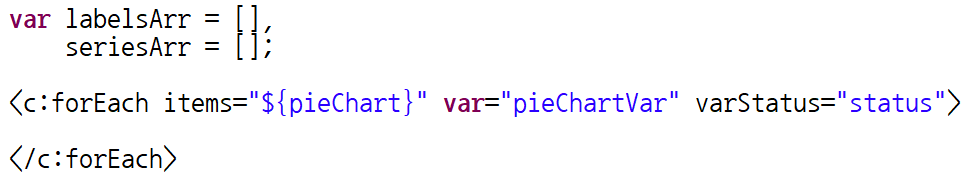 var labelsArr = [],
    seriesArr = [];
<c:forEach items="${pieChart}" var="pieChartVar" varStatus="status">
</c:forEach>